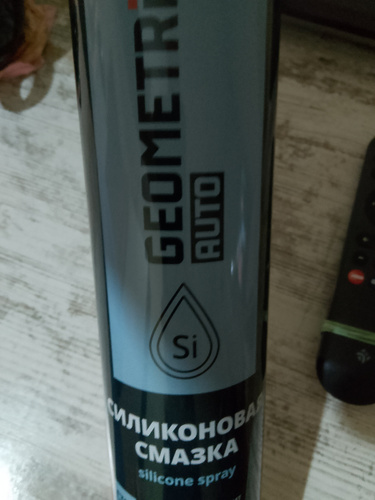 GEOMETRI
AUTO
Si
СИЛИКОНОВАЯ
СМАЗКА
silicone spray